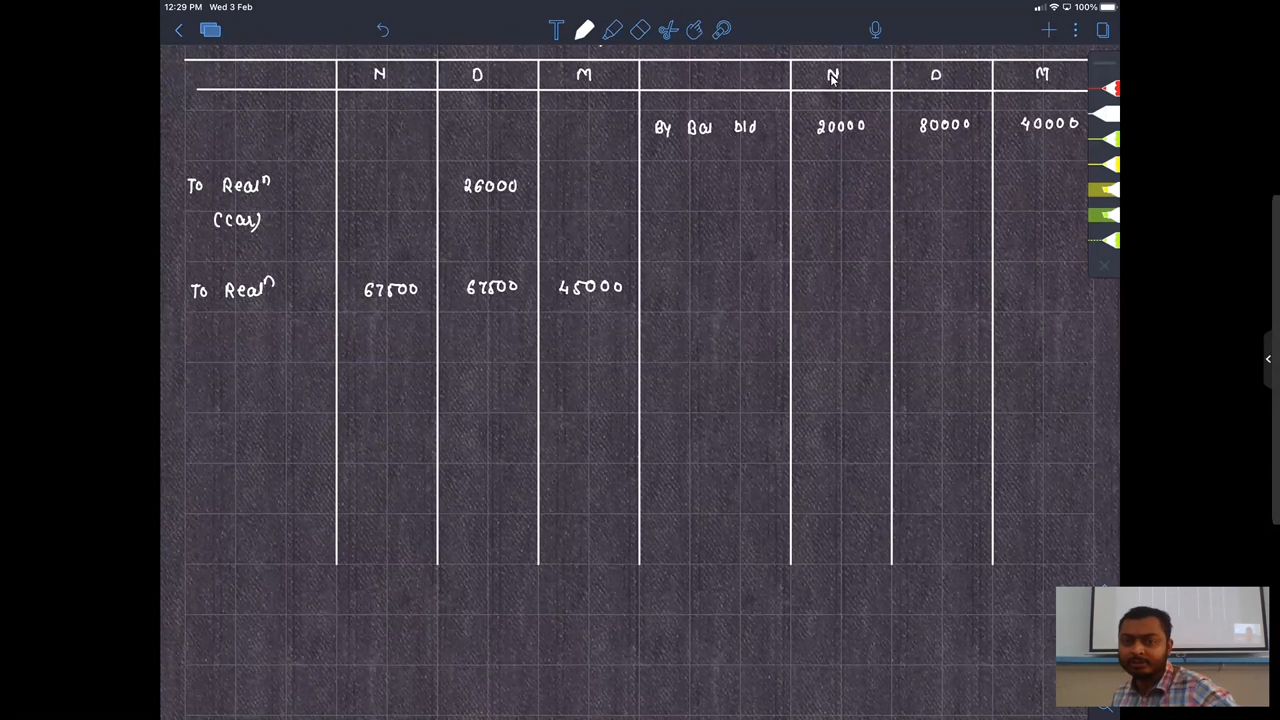 12:29 PM Wed 3 Feb 100%
T
N D M N D M
By Bal b/d 20000 80000 40000
To Realⁿ 26000
(Car)
To Realⁿ 67500 67500 45000